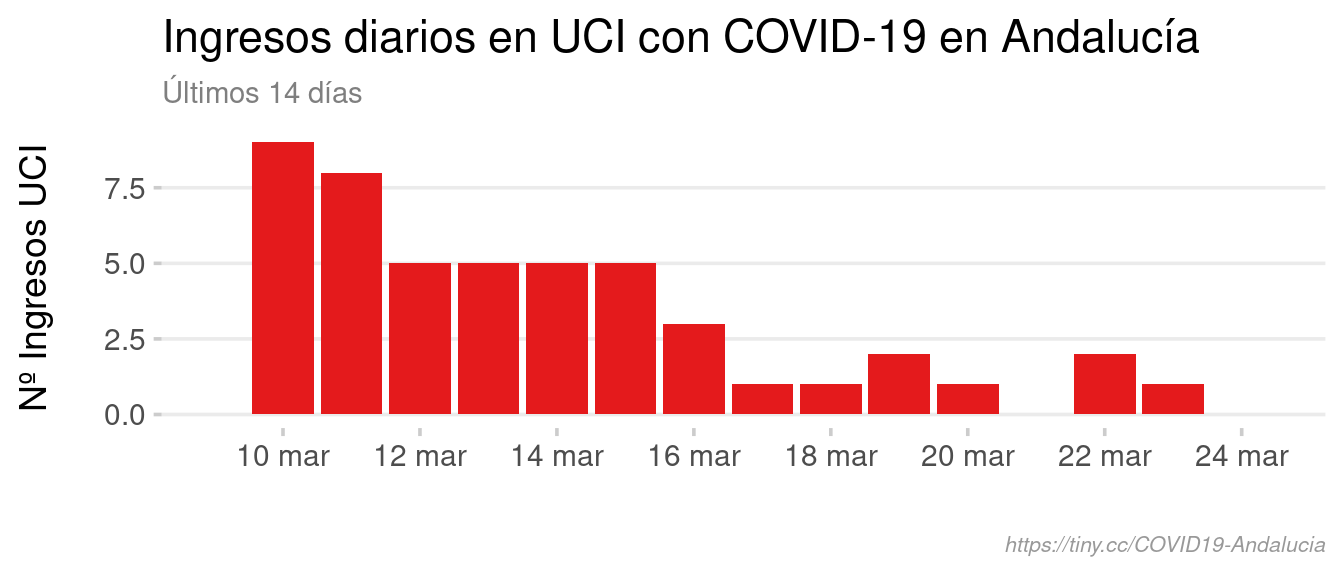 Ingresos diarios en UCI con COVID-19 en Andalucía
Últimos 14 días
Nº Ingresos UCI
7.5
5.0
2.5
0.0
10 mar 12 mar 14 mar 16 mar 18 mar 20 mar 22 mar 24 mar
https://tiny.cc/COVID19-Andalucia